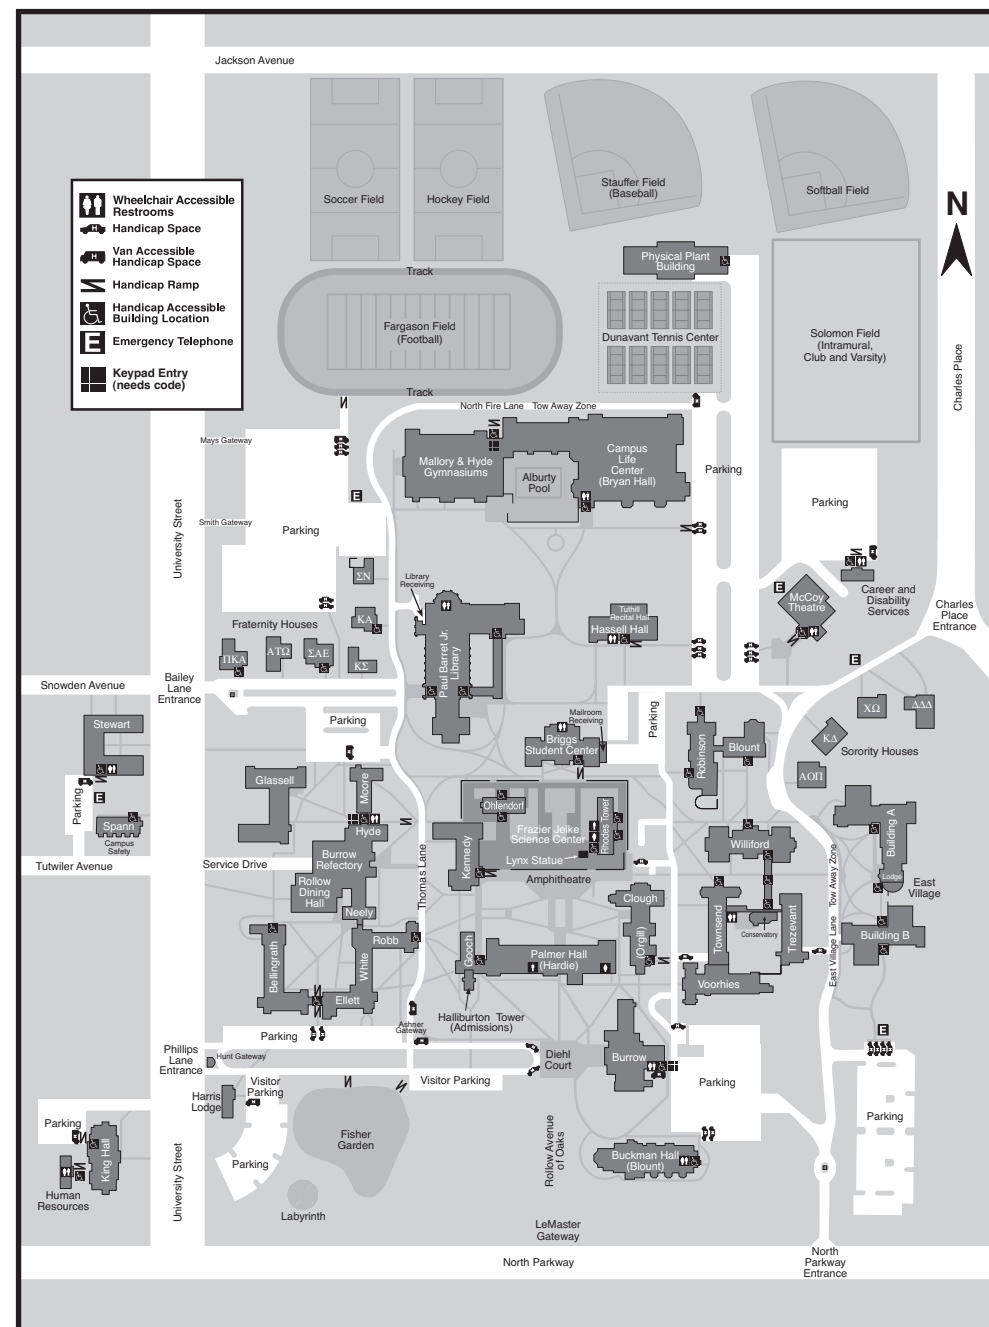 Jackson Avenue
Wheelchair Accessible
Restrooms
Handicap Space
Van Accessible
Handicap Space
Handicap Ramp
Handicap Accessible
Building Location
E
Emergency Telephone
Keypad Entry
(needs code)
Soccer Field
Hockey Field
Stauffer Field
(Baseball)
Softball Field
N
Physical Plant
Building
Track
Fargason Field
(Football)
Track
Dunavant Tennis Center
Solomon Field
(Intramural,
Club and Varsity)
Charles Place
North Fire Lane Tow Away Zone
Mays Gateway
Mallory & Hyde
Gymnasiums
Campus
Life
Center
(Bryan Hall)
Alburty
Pool
Parking
Parking
E
University Street
Smith Gateway
Parking
ΣΝ
Library
Receiving
ΚΑ
Fraternity Houses
ΠΚΑ
ΑΤΩ
ΣΑΕ
ΚΣ
Paul Barret Jr.
Library
Tuthill
Recital Hall
Hassell Hall
E
McCoy
Theatre
Career and
Disability
Services
Charles
Place
Entrance
E
Snowden Avenue
Bailey
Lane
Entrance
Parking
Stewart
Mailroom
Receiving
Briggs
Student Center
Parking
Robinson
Blount
ΧΩ
ΔΔΔ
ΚΔ
Sorority Houses
ΑΟΠ
Parking
E
Spann
Campus
Safety
Glassell
Moore
Hyde
Ohlendorf
Frazier Jelke
Science Center
Rhodes Tower
Lynx Statue
Kennedy
Amphitheatre
Williford
Building A
Lodge
East
Village
Tutwiler Avenue
Service Drive
Burrow
Refectory
Rollow
Dining
Hall
Neely
Thomas Lane
Clough
(Orgill)
Townsend
Conservatory
Trezevant
East Village Lane Tow Away Zone
Building B
Bellingrath
Robb
White
Ellett
Gooch
Palmer Hall
(Hardie)
Voorhies
Halliburton Tower
(Admissions)
Ashner
Gateway
Parking
Phillips
Lane
Entrance
Hunt Gateway
Diehl
Court
Burrow
Parking
E
Visitor
Parking
Visitor Parking
Harris
Lodge
Parking
King Hall
Human
Resources
University Street
Parking
Fisher
Garden
Labyrinth
Rollow Avenue
of Oaks
Buckman Hall
(Blount)
Parking
LeMaster
Gateway
North Parkway
North
Parkway
Entrance